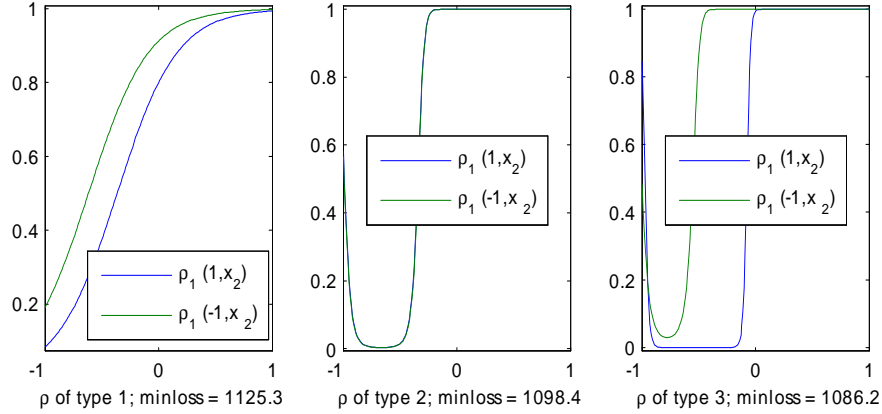 1
0.8
0.6
0.4
0.2
-1 0 1
ρ₁ (1,x₂)
ρ₁ (-1,x₂)
ρ of type 1; minloss = 1125.3
1
0.8
0.6
0.4
0.2
0
-1 0 1
ρ₁ (1,x₂)
ρ₁ (-1,x₂)
ρ of type 2; minloss = 1098.4
1
0.8
0.6
0.4
0.2
0
-1 0 1
ρ₁ (1,x₂)
ρ₁ (-1,x₂)
ρ of type 3; minloss = 1086.2